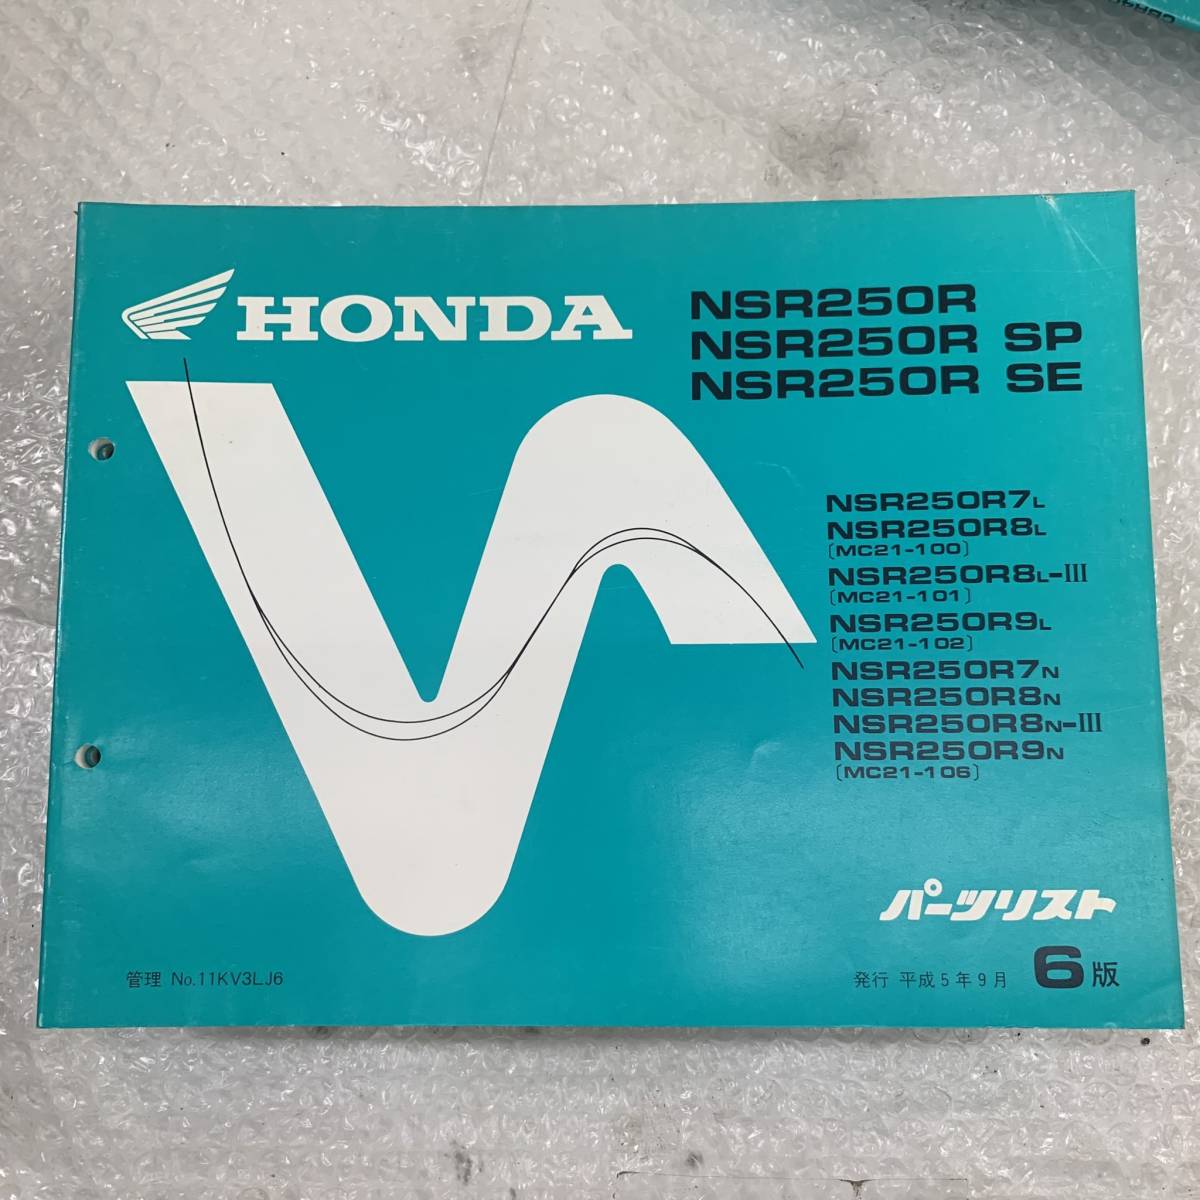 HONDA
NSR250R
NSR250R SP
NSR250R SE
NSR250R7L
NSR250R8L
〔MC21-100〕
NSR250R8L-III
〔MC21-101〕
NSR250R9L
〔MC21-102〕
NSR250R7N
NSR250R8N
NSR250R8N-III
NSR250R9N
〔MC21-106〕
パーツリスト
管理 No.11KV3LJ6
発行 平成5年9月 6版